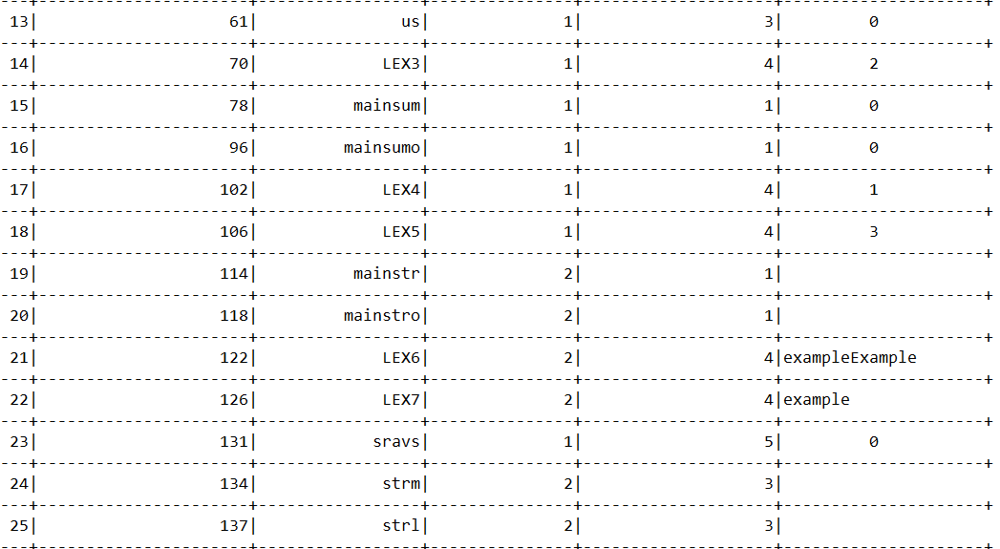 ---+----------------------+-----------------+---------------+--------------------+---------------------+
13| 61| us| 1| 3| 0
---+----------------------+-----------------+---------------+--------------------+---------------------+
14| 70| LEX3| 1| 4| 2
---+----------------------+-----------------+---------------+--------------------+---------------------+
15| 78| mainsum| 1| 1| 0
---+----------------------+-----------------+---------------+--------------------+---------------------+
16| 96| mainsumo| 1| 1| 0
---+----------------------+-----------------+---------------+--------------------+---------------------+
17| 102| LEX4| 1| 4| 1
---+----------------------+-----------------+---------------+--------------------+---------------------+
18| 106| LEX5| 1| 4| 3
---+----------------------+-----------------+---------------+--------------------+---------------------+
19| 114| mainstr| 2| 1|
---+----------------------+-----------------+---------------+--------------------+---------------------+
20| 118| mainstro| 2| 1|
---+----------------------+-----------------+---------------+--------------------+---------------------+
21| 122| LEX6| 2| 4|exampleExample
---+----------------------+-----------------+---------------+--------------------+---------------------+
22| 126| LEX7| 2| 4|example
---+----------------------+-----------------+---------------+--------------------+---------------------+
23| 131| sravs| 1| 5| 0
---+----------------------+-----------------+---------------+--------------------+---------------------+
24| 134| strm| 2| 3|
---+----------------------+-----------------+---------------+--------------------+---------------------+
25| 137| strl| 2| 3|
---+----------------------+-----------------+---------------+--------------------+---------------------+